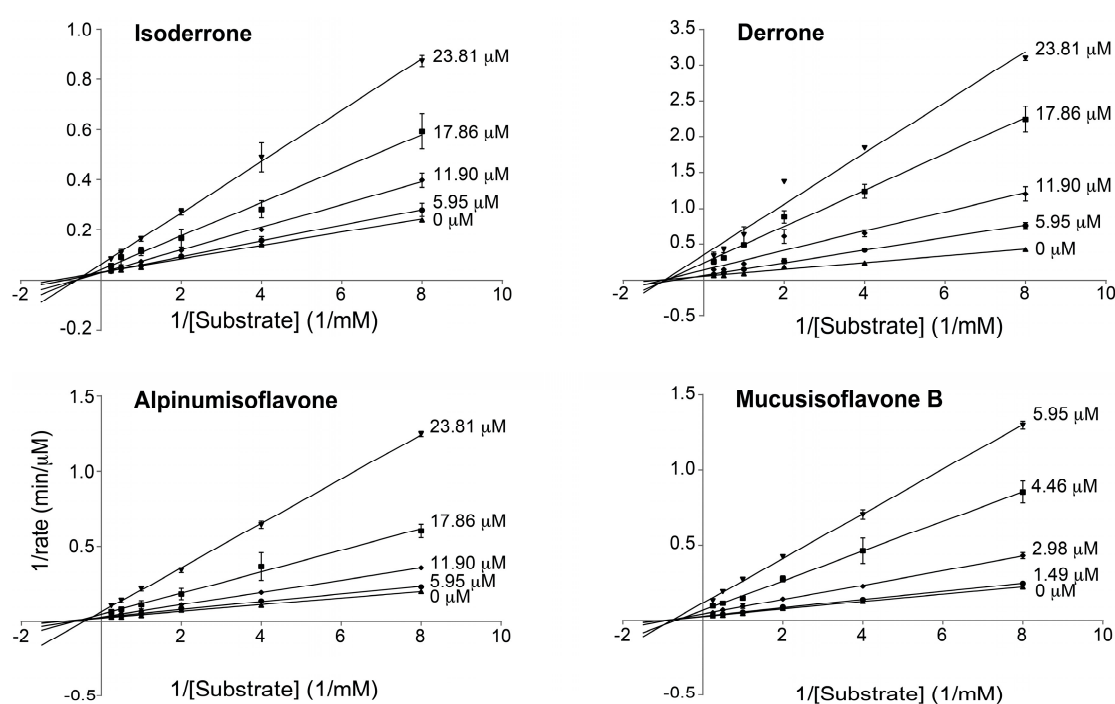 Isoderrone
1.0
0.8
0.6
0.4
0.2
-0.2
-2
2
4
6
8
10
23.81 µM
17.86 µM
11.90 µM
5.95 µM
0 µM
1/[Substrate] (1/mM)
Derrone
3.5
3.0
2.5
2.0
1.5
1.0
0.5
-0.5
-2
2
4
6
8
10
23.81 µM
17.86 µM
11.90 µM
5.95 µM
0 µM
1/[Substrate] (1/mM)
Alpinumisoflavone
1/rate (min/µM)
1.5
1.0
0.5
-0.5
-2
2
4
6
8
10
23.81 µM
17.86 µM
11.90 µM
5.95 µM
0 µM
1/[Substrate] (1/mM)
Mucusisoflavone B
1.5
1.0
0.5
-0.5
-2
2
4
6
8
10
5.95 µM
4.46 µM
2.98 µM
1.49 µM
0 µM
1/[Substrate] (1/mM)